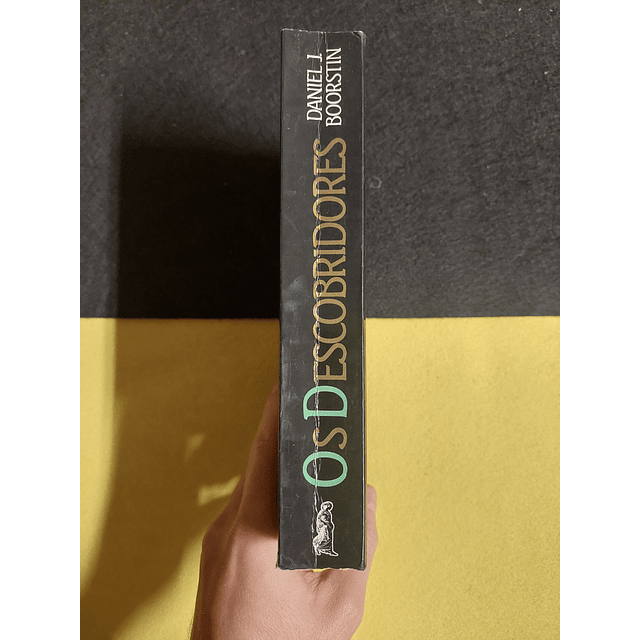 OS DESCOBRIDORES
DANIEL J.
BOORSTIN